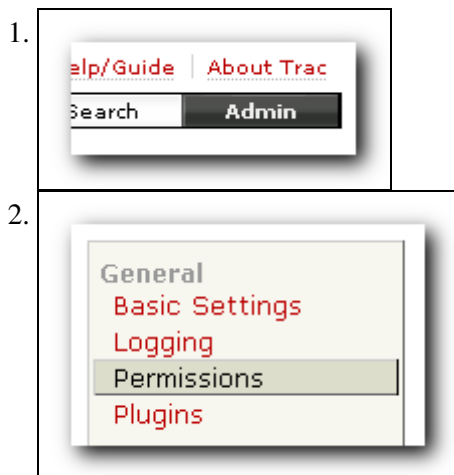 1.
elp/Guide About Trac
Search Admin
2.
General
Basic Settings
Logging
Permissions
Plugins